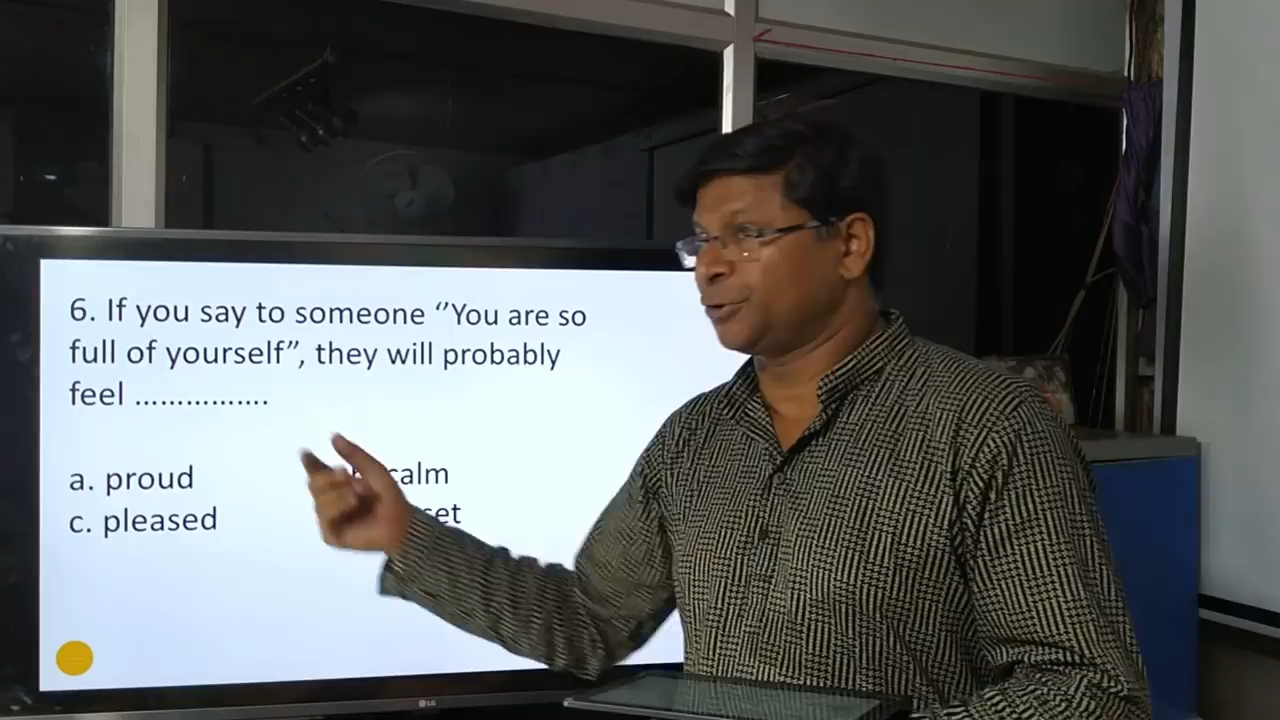 6. If you say to someone ‘’You are so
full of yourself”, they will probably
feel ……………
a. proud calm
c. pleased
LG